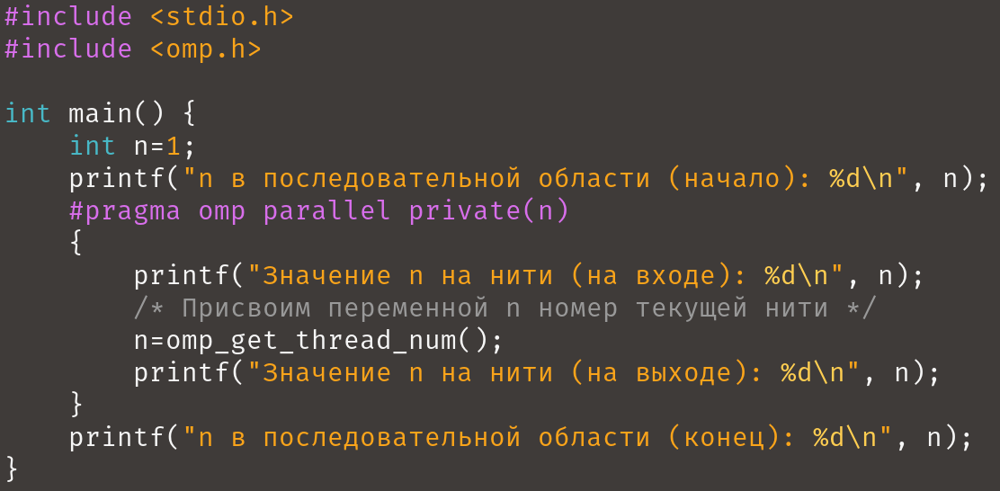 #include <stdio.h>
#include <omp.h>
int main() {
int n=1;
printf("n в последовательной области (начало): %d\n", n);
#pragma omp parallel private(n)
{
printf("Значение n на нити (на входе): %d\n", n);
/* Присвоим переменной n номер текущей нити */
n=omp_get_thread_num();
printf("Значение n на нити (на выходе): %d\n", n);
}
printf("n в последовательной области (конец): %d\n", n);
}